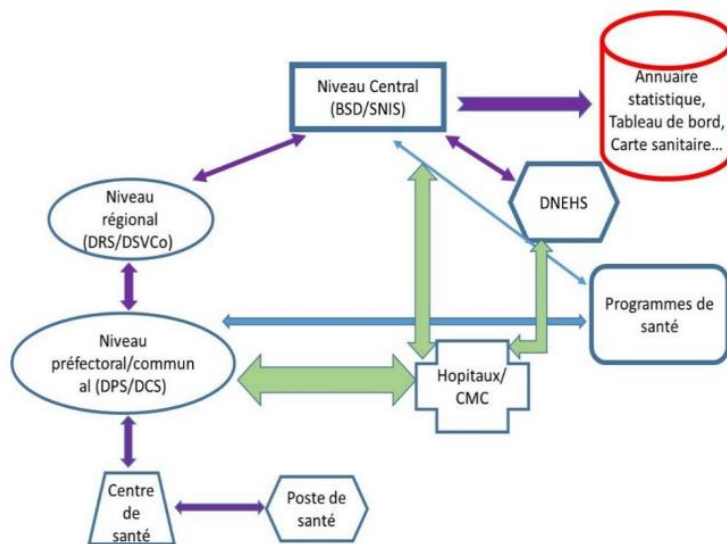 Niveau Central
(BSD/SNIS)
Annuaire
statistique,
Tableau de bord,
Carte sanitaire...
Niveau
régional
(DRS/DSVCo)
DNEHS
Programmes de
santé
Niveau
préfectoral/commun
al (DPS/DCS)
Hopitaux/
CMC
Centre
de
santé
Poste de
santé